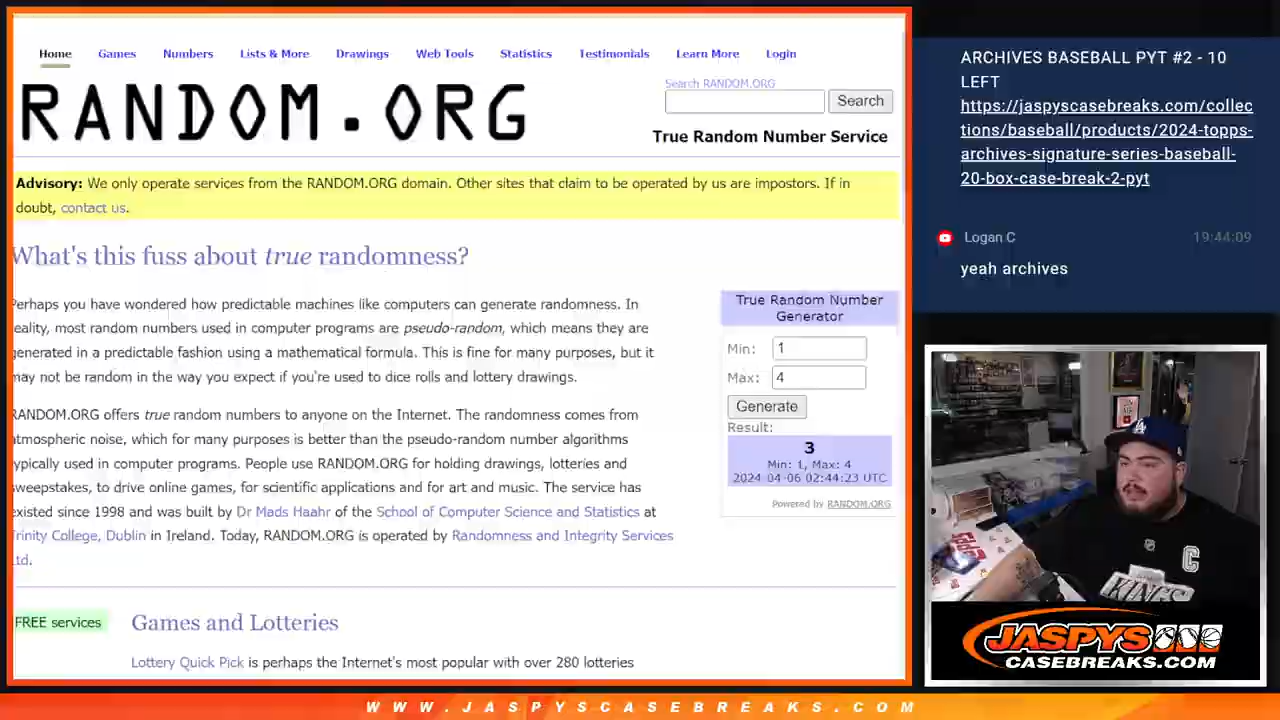 Home Games Numbers Lists & More Drawings Web Tools Statistics Testimonials Learn More Login
RANDOM.ORG
Search RANDOM.ORG
Search
True Random Number Service
Advisory: We only operate services from the RANDOM.ORG domain. Other sites that claim to be operated by us are impostors. If in
doubt, contact us.
What's this fuss about true randomness?
Perhaps you have wondered how predictable machines like computers can generate randomness. In
reality, most random numbers used in computer programs are pseudo-random, which means they are
generated in a predictable fashion using a mathematical formula. This is fine for many purposes, but it
may not be random in the way you expect if you're used to dice rolls and lottery drawings.
RANDOM.ORG offers true random numbers to anyone on the Internet. The randomness comes from
atmospheric noise, which for many purposes is better than the pseudo-random number algorithms
typically used in computer programs. People use RANDOM.ORG for holding drawings, lotteries and
sweepstakes, to drive online games, for scientific applications and for art and music. The service has
existed since 1998 and was built by Dr Mads Haahr of the School of Computer Science and Statistics at
Trinity College, Dublin in Ireland. Today, RANDOM.ORG is operated by Randomness and Integrity Services
Ltd.
True Random Number
Generator
Min: 1
Max: 4
Generate
Result:
3
Min: 1, Max: 4
2024-04-06 02:44:23 UTC
Powered by RANDOM.ORG
FREE services
Games and Lotteries
Lottery Quick Pick is perhaps the Internet's most popular with over 280 lotteries
ARCHIVES BASEBALL PYT #2 - 10
LEFT
https://jaspyscasebreaks.com/collec
tions/baseball/products/2024-topps-
archives-signature-series-baseball-
20-box-case-break-2-pyt
Logan C 19:44:09
yeah archives
LA
C
KINGS
JASPYS
CASEBREAKS.COM
WWW.JASPYSCASEBREAKS.COM